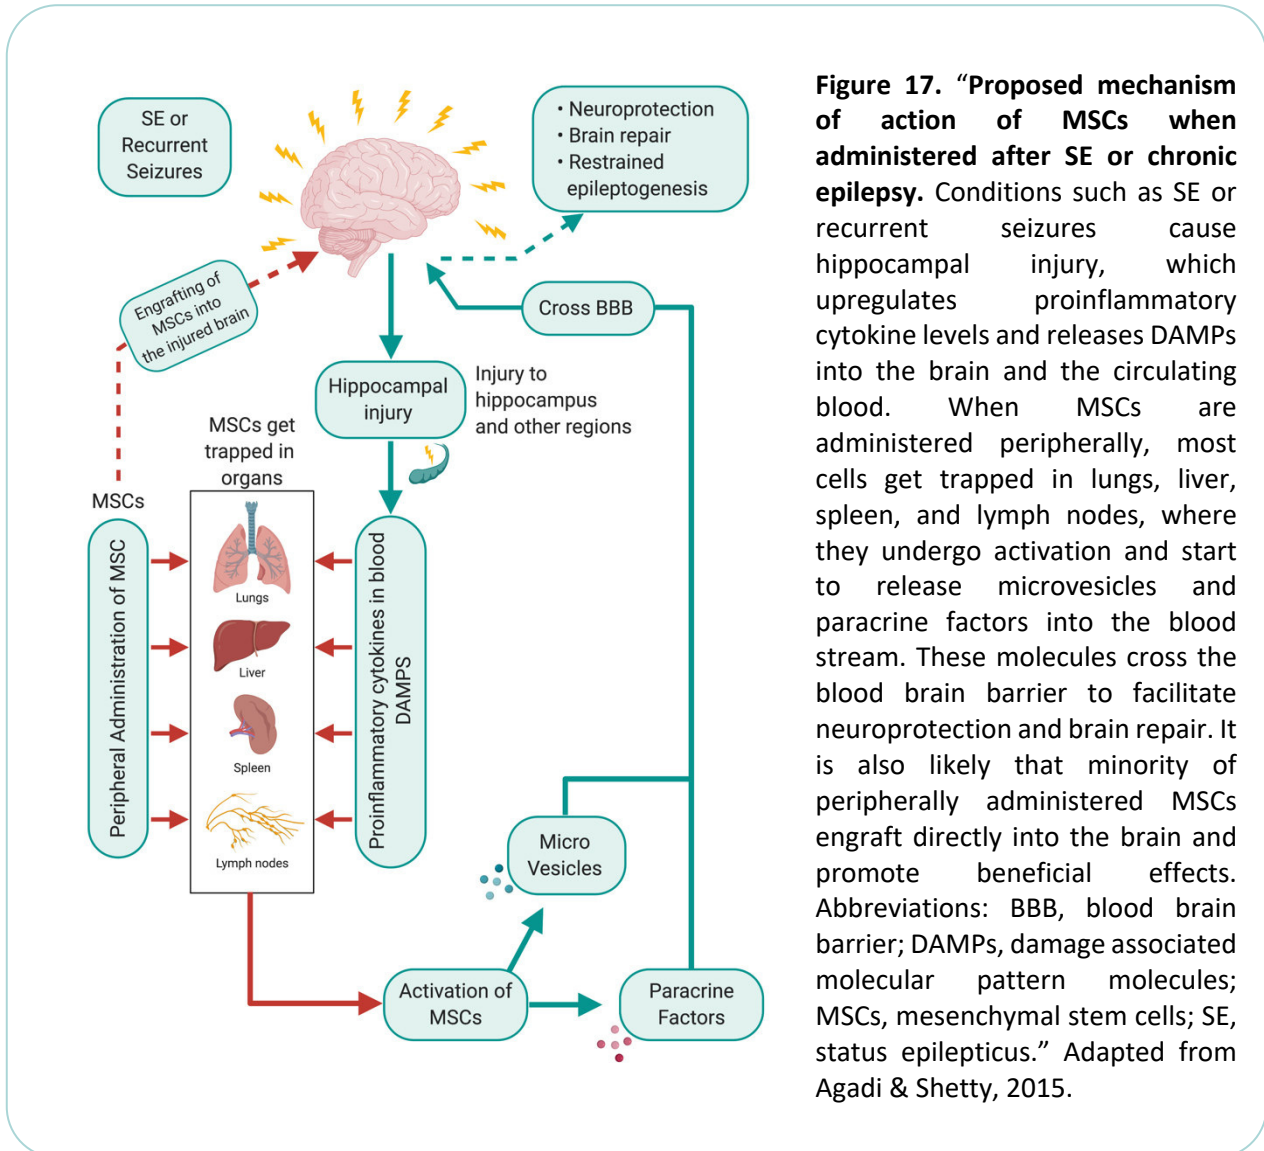 SE or
Recurrent
Seizures
• Neuroprotection
• Brain repair
• Restrained
epileptogenesis
Engrafting of
MSCs into
the injured brain
Cross BBB
Hippocampal
injury
Injury to
hippocampus
and other regions
MSCs get
trapped in
organs
MSCs
Peripheral Administration of MSC
Lungs
Liver
Spleen
Lymph nodes
Proinflammatory cytokines in blood
DAMPS
Micro
Vesicles
Activation of
MSCs
Paracrine
Factors
Figure 17. “Proposed mechanism
of action of MSCs when
administered after SE or chronic
epilepsy. Conditions such as SE or
recurrent seizures cause
hippocampal injury, which
upregulates proinflammatory
cytokine levels and releases DAMPs
into the brain and the circulating
blood. When MSCs are
administered peripherally, most
cells get trapped in lungs, liver,
spleen, and lymph nodes, where
they undergo activation and start
to release microvesicles and
paracrine factors into the blood
stream. These molecules cross the
blood brain barrier to facilitate
neuroprotection and brain repair. It
is also likely that minority of
peripherally administered MSCs
engraft directly into the brain and
promote beneficial effects.
Abbreviations: BBB, blood brain
barrier; DAMPs, damage associated
molecular pattern molecules;
MSCs, mesenchymal stem cells; SE,
status epilepticus.” Adapted from
Agadi & Shetty, 2015.